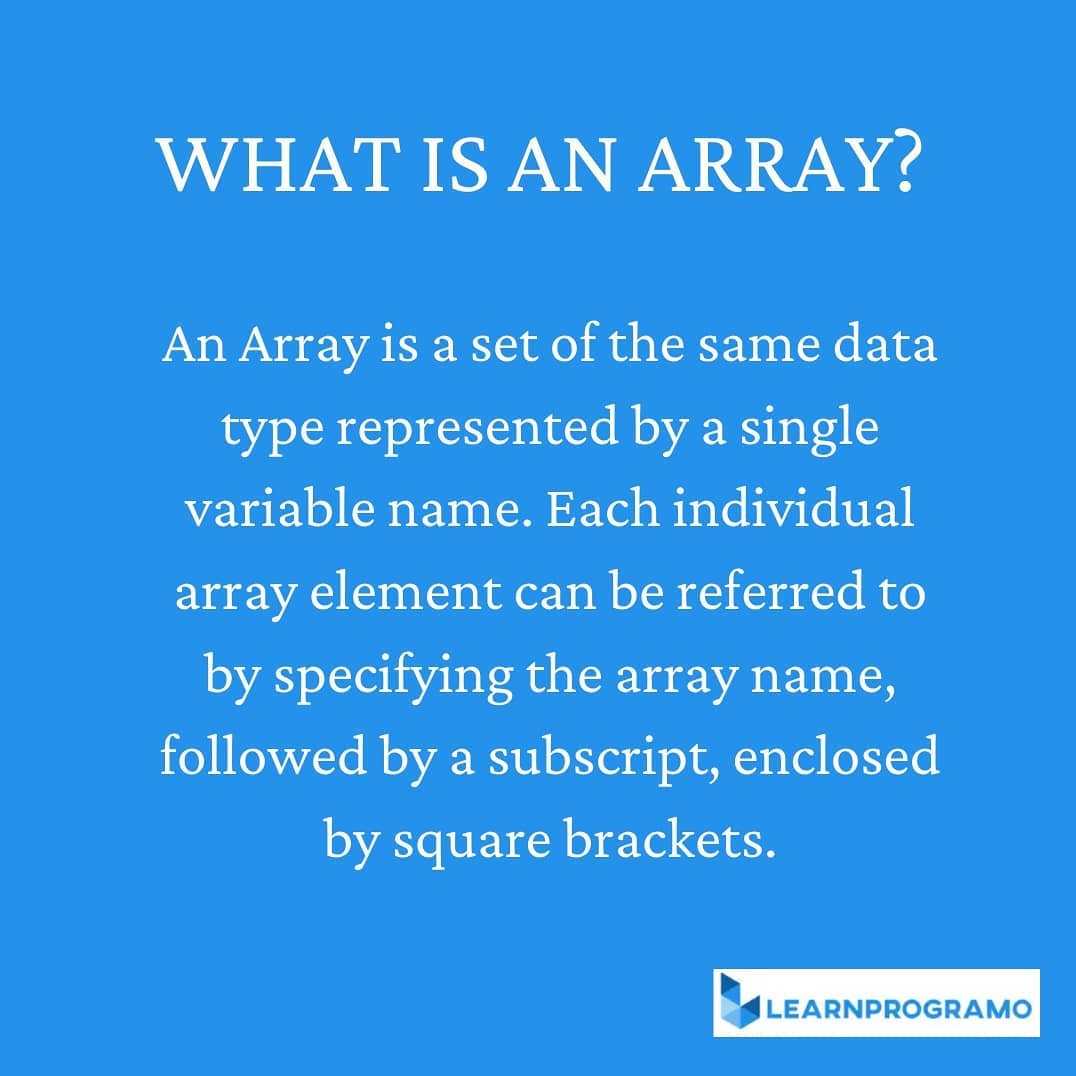 WHAT IS AN ARRAY?
An Array is a set of the same data
type represented by a single
variable name. Each individual
array element can be referred to
by specifying the array name,
followed by a subscript, enclosed
by square brackets.
LEARNPROGRAMO